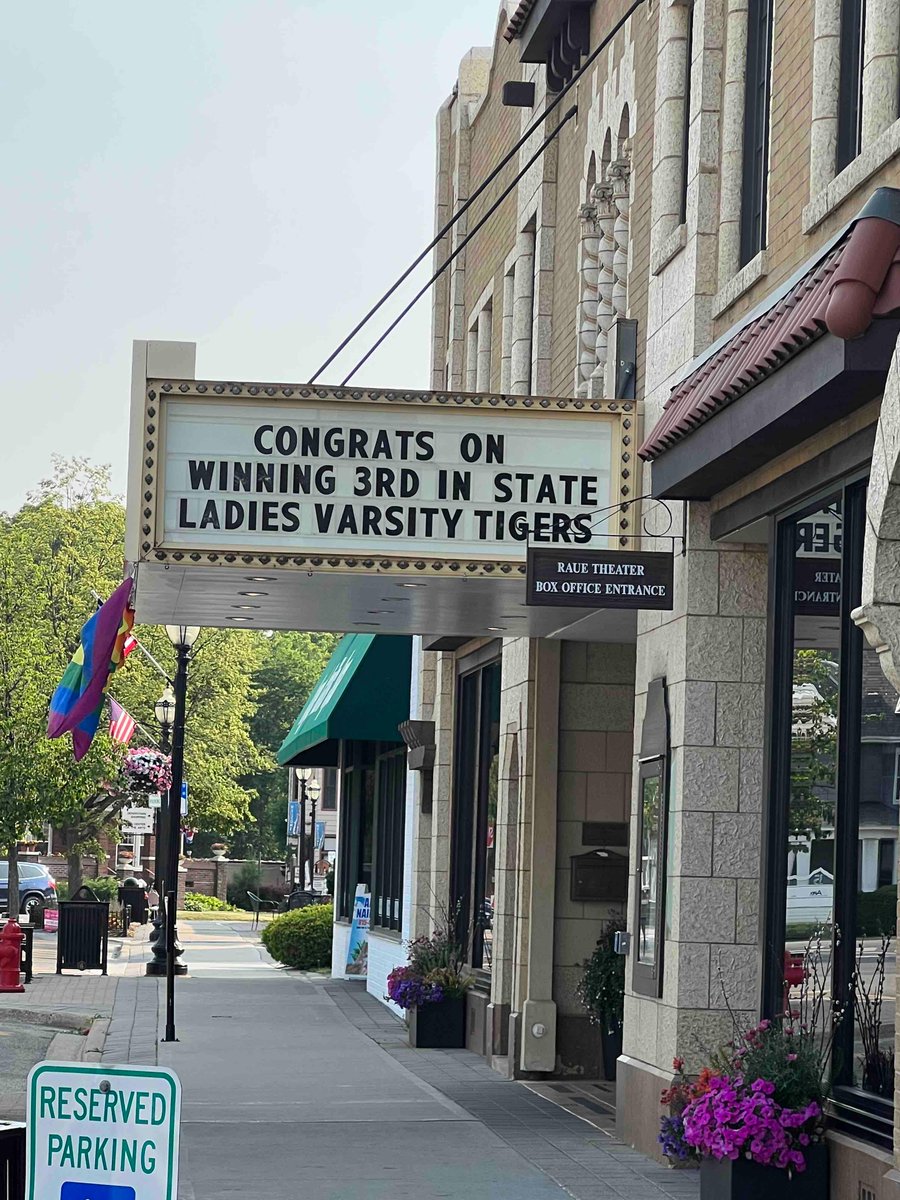 CONGRATS ON
WINNING 3RD IN STATE
LADIES VARSITY TIGERS
RAUE THEATER
BOX OFFICE ENTRANCE
RESERVED
PARKING